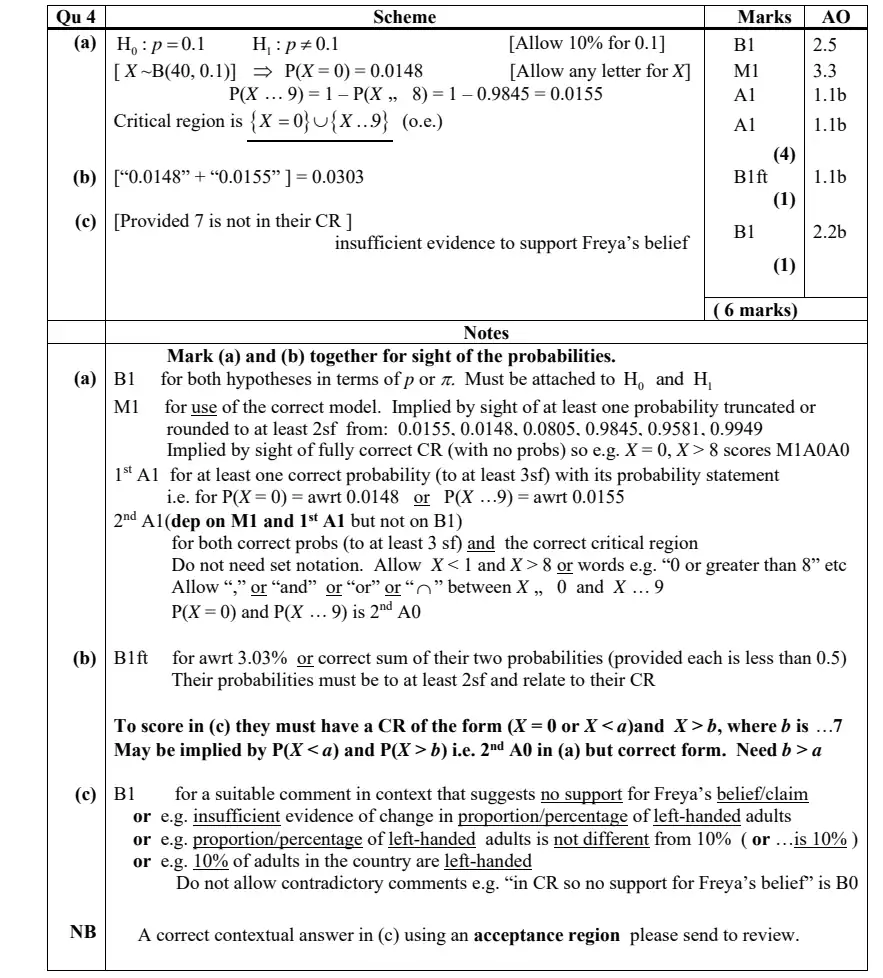 Qu 4 Scheme Marks AO
(a) H₀ : p = 0.1 H₁ : p ≠ 0.1 [Allow 10% for 0.1] B1 2.5
[ X ~B(40, 0.1)] ⇒ P(X = 0) = 0.0148 [Allow any letter for X] M1 3.3
P(X … 9) = 1 – P(X „ 8) = 1 – 0.9845 = 0.0155 A1 1.1b
Critical region is {X = 0}∪{X…9} (o.e.) A1 1.1b
(4)
(b) [“0.0148” + “0.0155” ] = 0.0303 B1ft 1.1b
(1)
(c) [Provided 7 is not in their CR ]
insufficient evidence to support Freya’s belief B1 2.2b
(1)
( 6 marks)
Notes
Mark (a) and (b) together for sight of the probabilities.
(a) B1 for both hypotheses in terms of p or π. Must be attached to H₀ and H₁
M1 for use of the correct model. Implied by sight of at least one probability truncated or
rounded to at least 2sf from: 0.0155, 0.0148, 0.0805, 0.9845, 0.9581, 0.9949
Implied by sight of fully correct CR (with no probs) so e.g. X = 0, X > 8 scores M1A0A0
1st A1 for at least one correct probability (to at least 3sf) with its probability statement
i.e. for P(X = 0) = awrt 0.0148 or P(X …9) = awrt 0.0155
2nd A1(dep on M1 and 1st A1 but not on B1)
for both correct probs (to at least 3 sf) and the correct critical region
Do not need set notation. Allow X < 1 and X > 8 or words e.g. “0 or greater than 8” etc
Allow “,” or “and” or “or” or “∩” between X „ 0 and X … 9
P(X = 0) and P(X … 9) is 2nd A0
(b) B1ft for awrt 3.03% or correct sum of their two probabilities (provided each is less than 0.5)
Their probabilities must be to at least 2sf and relate to their CR
To score in (c) they must have a CR of the form (X = 0 or X < a)and X > b, where b is …7
May be implied by P(X < a) and P(X > b) i.e. 2nd A0 in (a) but correct form. Need b > a
(c) B1 for a suitable comment in context that suggests no support for Freya’s belief/claim
or e.g. insufficient evidence of change in proportion/percentage of left-handed adults
or e.g. proportion/percentage of left-handed adults is not different from 10% ( or …is 10% )
or e.g. 10% of adults in the country are left-handed
Do not allow contradictory comments e.g. “in CR so no support for Freya’s belief” is B0
NB A correct contextual answer in (c) using an acceptance region please send to review.